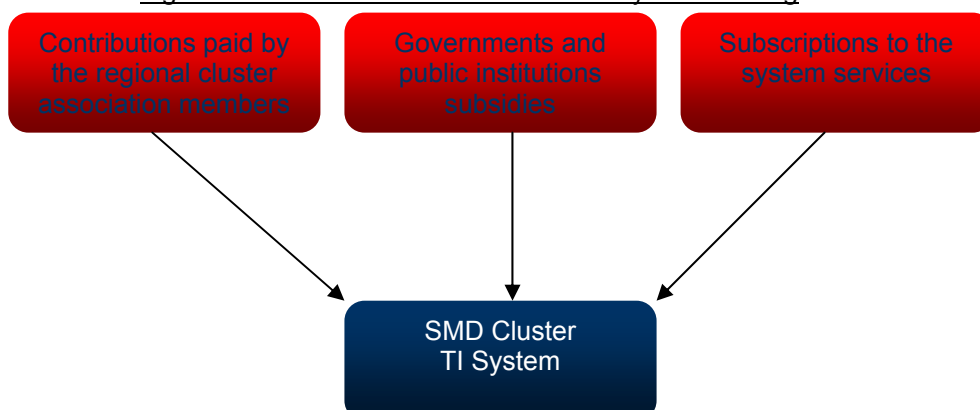 Contributions paid by
the regional cluster
association members
Governments and
public institutions
subsidies
Subscriptions to the
system services
SMD Cluster
TI System